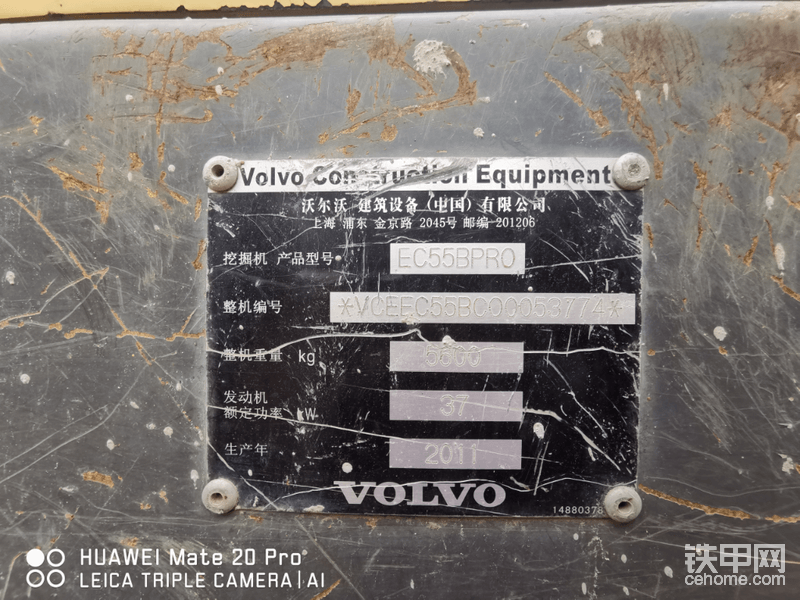 Volvo Construction Equipment
沃尔沃 建筑设备 (中国) 有限公司
上海 浦东 金京路 2045号 邮编 201206
挖掘机 产品型号 EC55BPRO
整机编号 *VCEEC55BC00053774*
整机重量 kg 5500
发动机
额定功率 kW 37
生产年 2011
VOLVO
14880378
HUAWEI Mate 20 Pro
LEICA TRIPLE CAMERA | AI
铁甲网
cehome.com